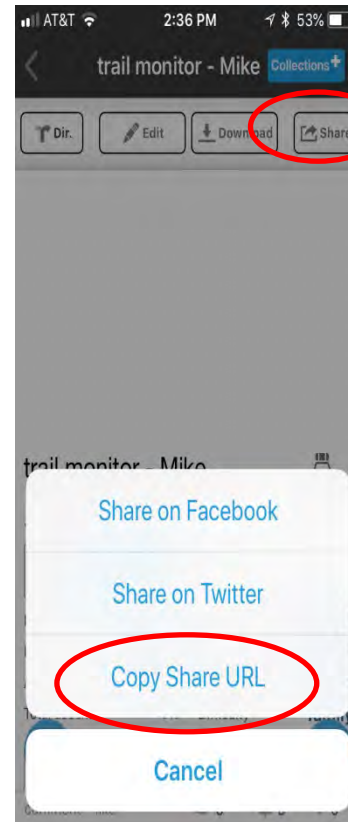 AT&T 2:36 PM 53%
trail monitor - Mike Collections+
Dir. Edit Download Share
trail monitor - Mike
Share on Facebook
Share on Twitter
Copy Share URL
Cancel